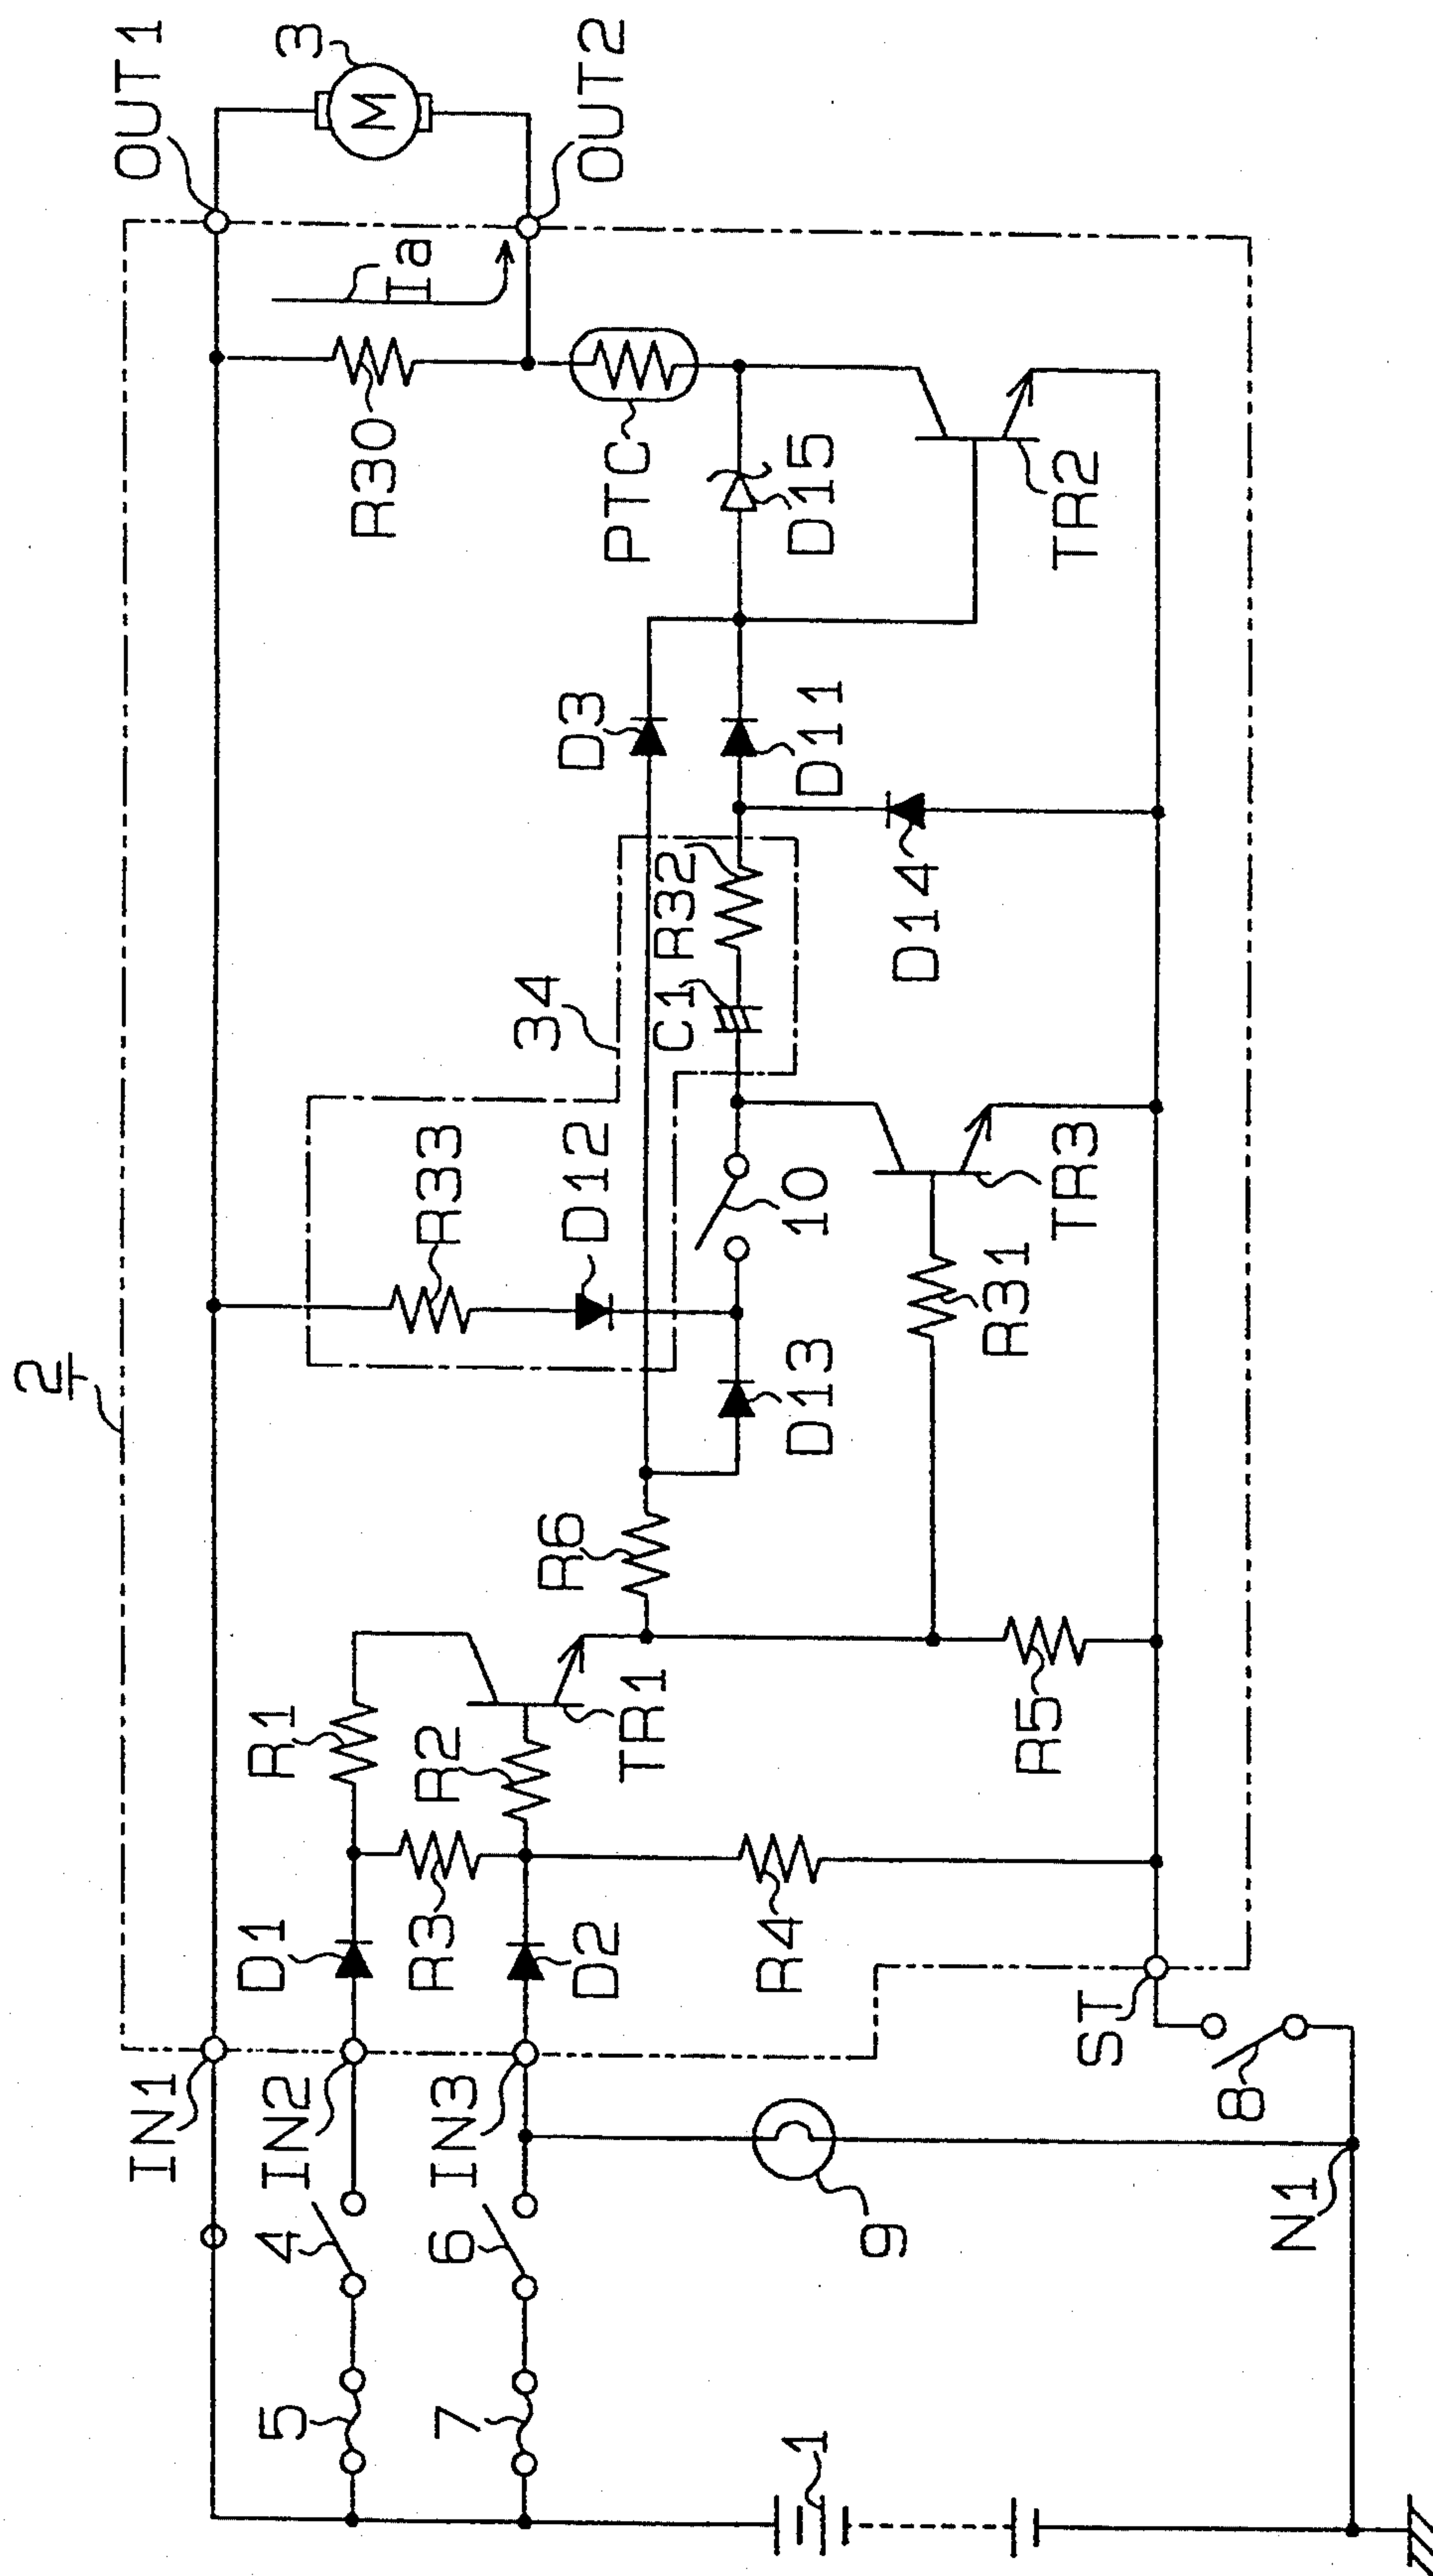 2
OUT1
3
M
Ia
OUT2
R30
PTC
D15
TR2
D3
D11
D14
34
R32
C1
R33
D12
10
TR3
R31
D13
R6
R1
R2
TR1
R5
D1
R3
D2
R4
IN1
IN2
IN3
ST
4
6
8
5
7
9
N1
1